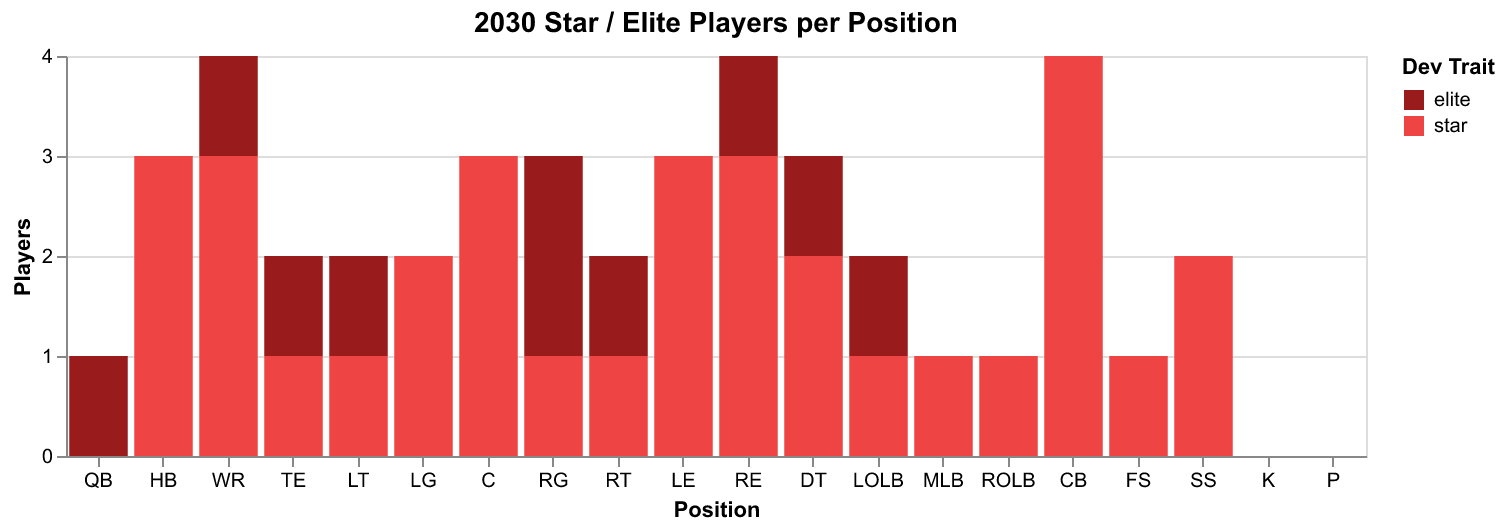 2030 Star / Elite Players per Position
Players
4
3
2
1
0
QB HB WR TE LT LG C RG RT LE RE DT LOLB MLB ROLB CB FS SS K P
Position
Dev Trait
elite
star